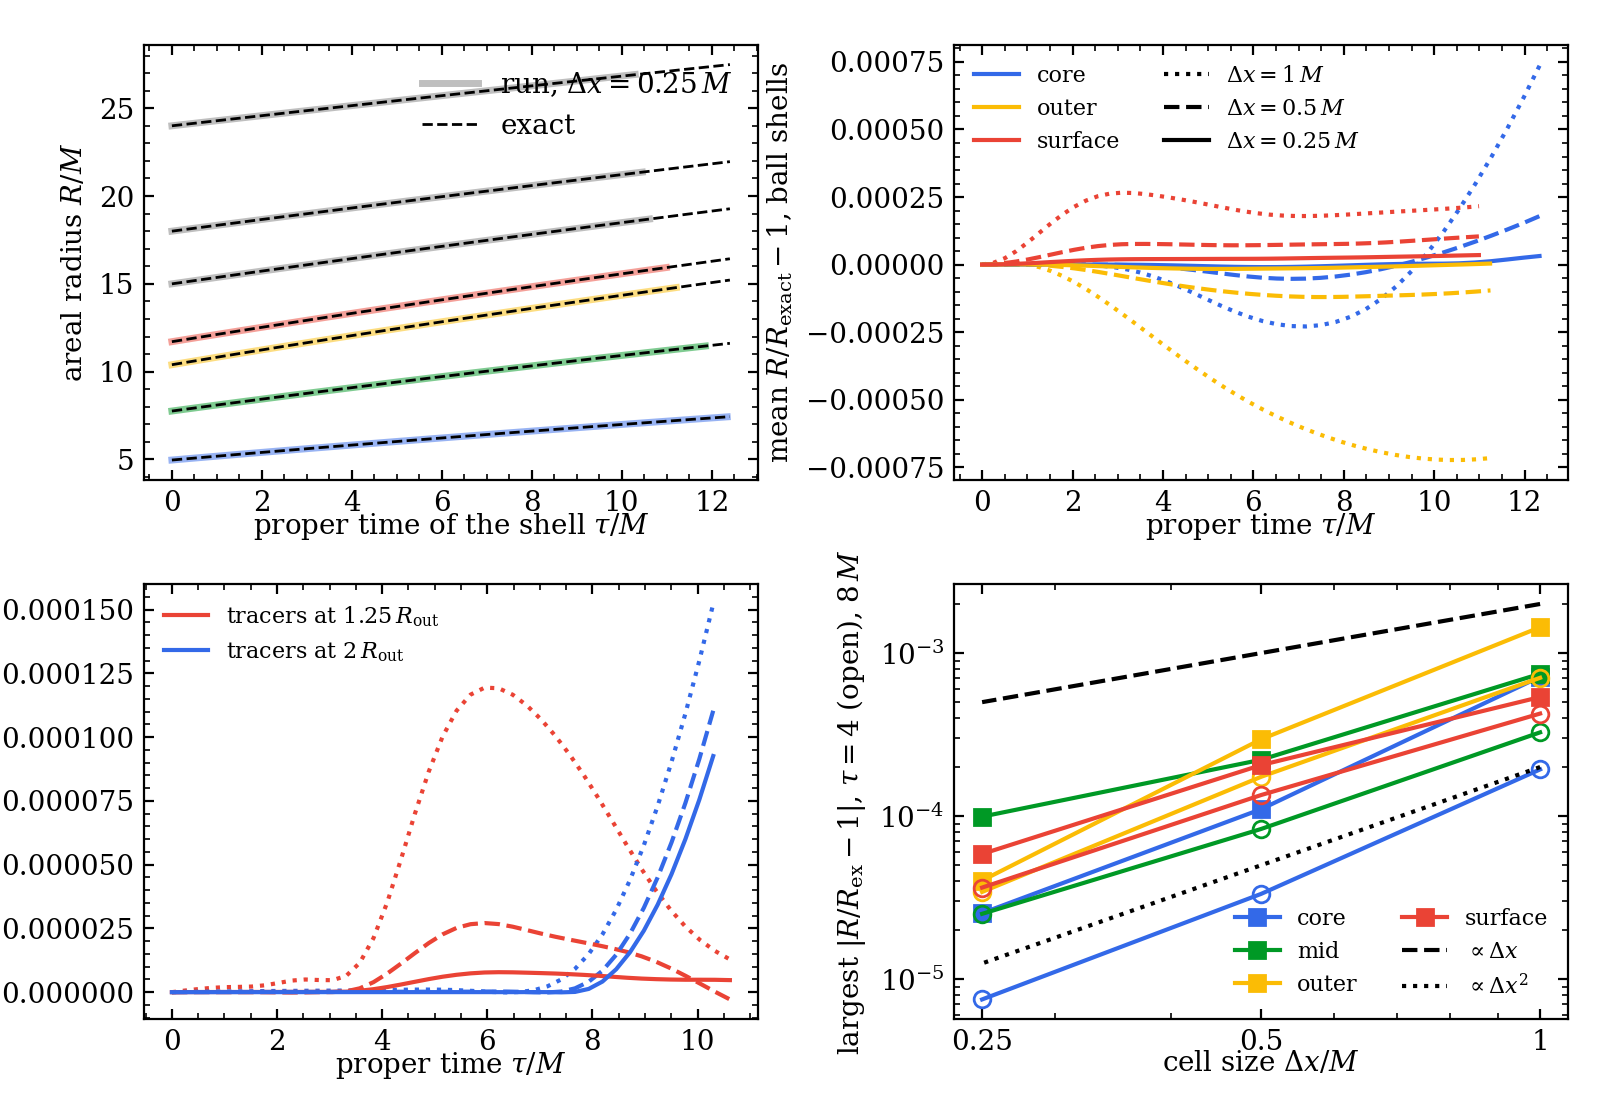 areal radius R/M
25
20
15
10
5
run, Δx = 0.25 M
exact
0 2 4 6 8 10 12
proper time of the shell τ/M
mean R/R_exact − 1, ball shells
0.00075
0.00050
0.00025
0.00000
−0.00025
−0.00050
−0.00075
core
outer
surface
Δx = 1 M
Δx = 0.5 M
Δx = 0.25 M
0 2 4 6 8 10 12
proper time τ/M
0.000150
0.000125
0.000100
0.000075
0.000050
0.000025
0.000000
tracers at 1.25 R_out
tracers at 2 R_out
0 2 4 6 8 10
proper time τ/M
largest |R/R_ex − 1|, τ = 4 (open), 8 M
10⁻³
10⁻⁴
10⁻⁵
core
mid
outer
surface
∝ Δx
∝ Δx²
0.25 0.5 1
cell size Δx/M